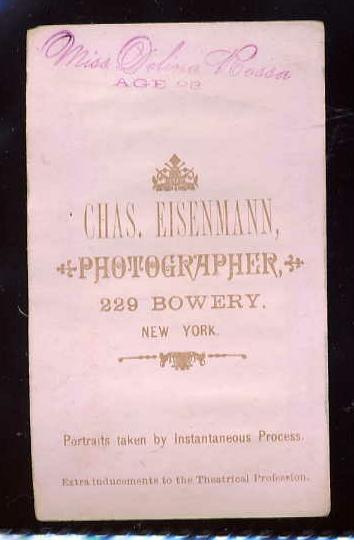 Miss Rossa
AGE
CHAS. EISENMANN,
PHOTOGRAPHER,
229 BOWERY.
NEW YORK.
Portraits taken by Instantaneous Process.
Extra inducements to the Theatrical Profession.